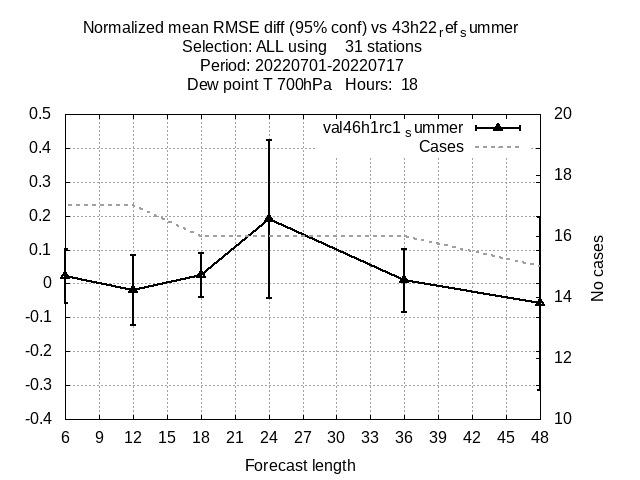 Normalized mean RMSE diff (95% conf) vs 43h22refsummer
Selection: ALL using 31 stations
Period: 20220701-20220717
Dew point T 700hPa Hours: 18
val46h1rc1summer
Cases
0.5
0.4
0.3
0.2
0.1
0
-0.1
-0.2
-0.3
-0.4
20
18
16
14
12
10
No cases
6 9 12 15 18 21 24 27 30 33 36 39 42 45 48
Forecast length